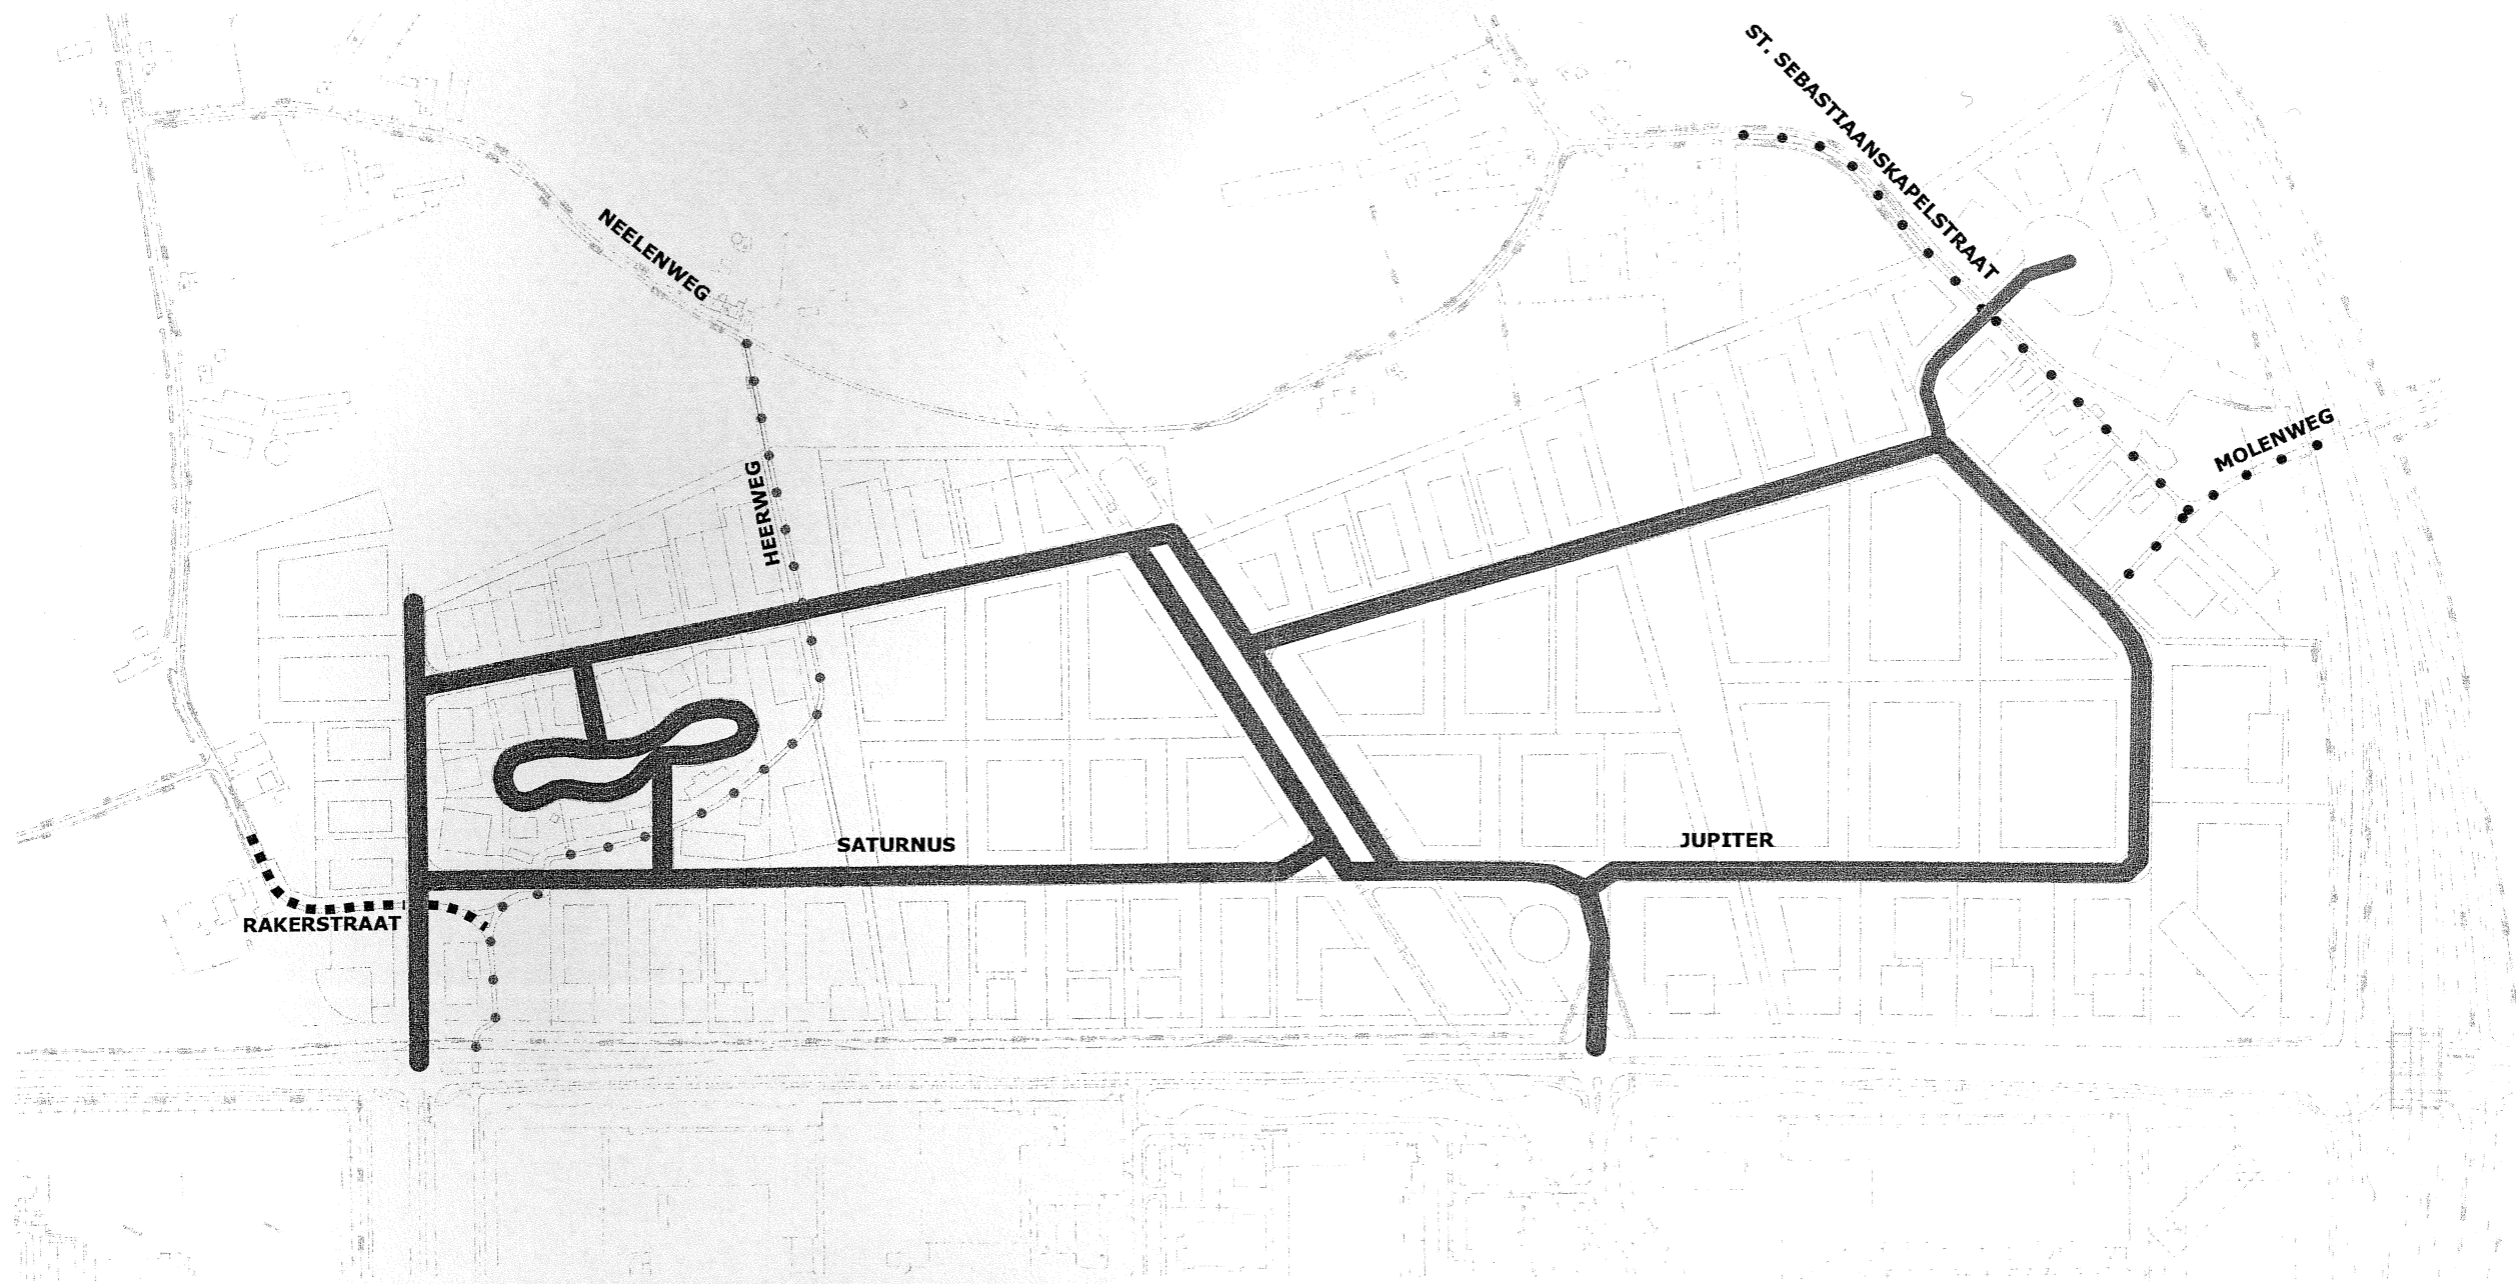 ST. SEBASTIAANSKAPELSTRAAT
NEELENWEG
MOLENWEG
HEERWEG
SATURNUS
JUPITER
RAKERSTRAAT